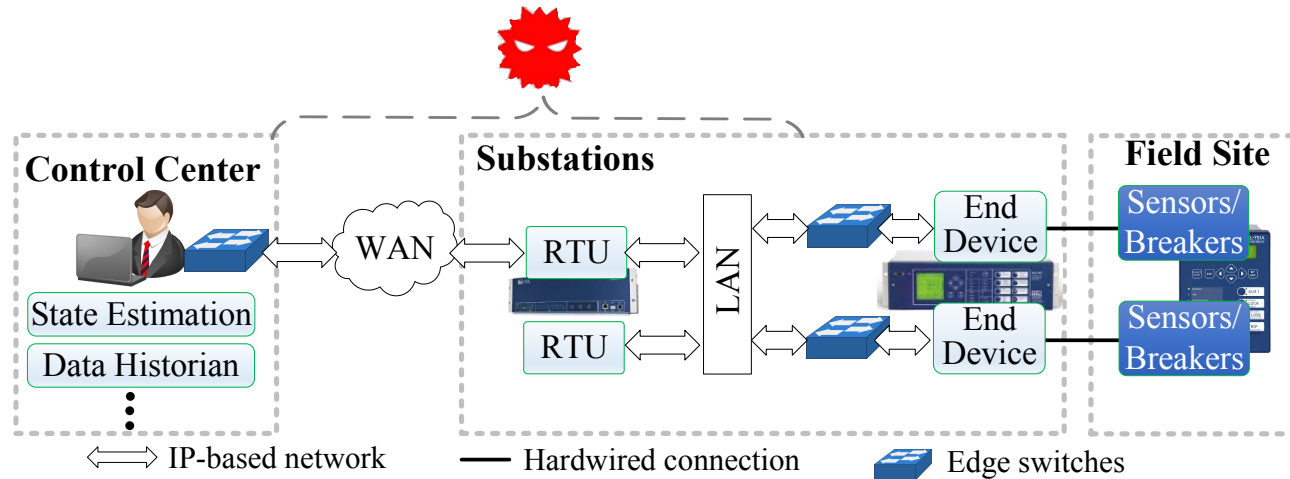 Control Center
State Estimation
Data Historian
WAN
Substations
RTU
RTU
LAN
End
Device
End
Device
Field Site
Sensors/
Breakers
Sensors/
Breakers
IP-based network
Hardwired connection
Edge switches